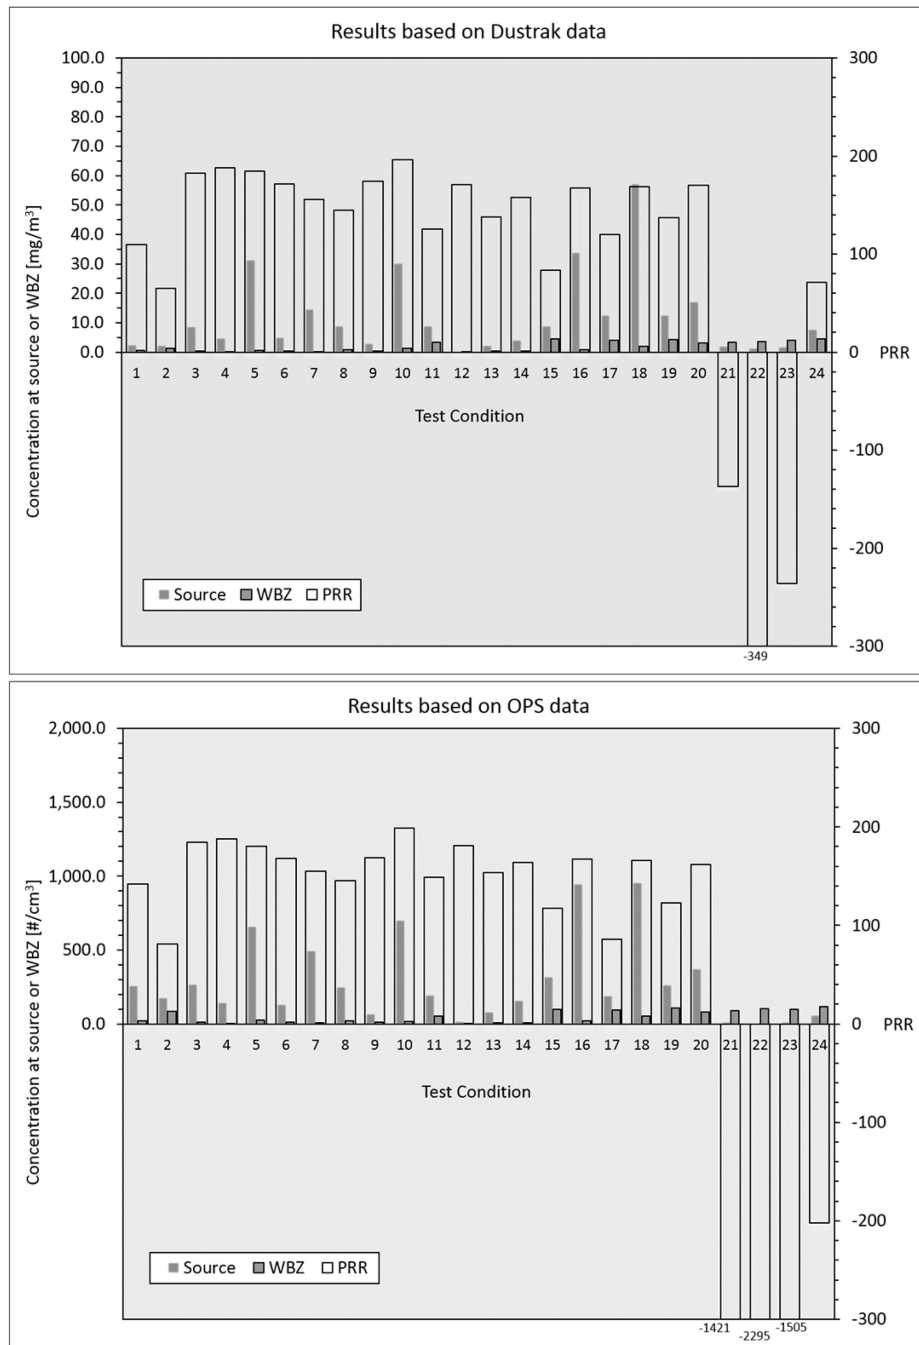 Results based on Dustrak data
100.0
90.0
80.0
70.0
60.0
50.0
40.0
30.0
20.0
10.0
0.0
Concentration at source or WBZ [mg/m³]
300
200
100
0
-100
-200
-300
PRR
1 2 3 4 5 6 7 8 9 10 11 12 13 14 15 16 17 18 19 20 21 22 23 24
Test Condition
Source WBZ PRR
-349
Results based on OPS data
2,000.0
1,500.0
1,000.0
500.0
0.0
Concentration at source or WBZ [#/cm³]
300
200
100
0
-100
-200
-300
PRR
1 2 3 4 5 6 7 8 9 10 11 12 13 14 15 16 17 18 19 20 21 22 23 24
Test Condition
Source WBZ PRR
-1421
-2295
-1505